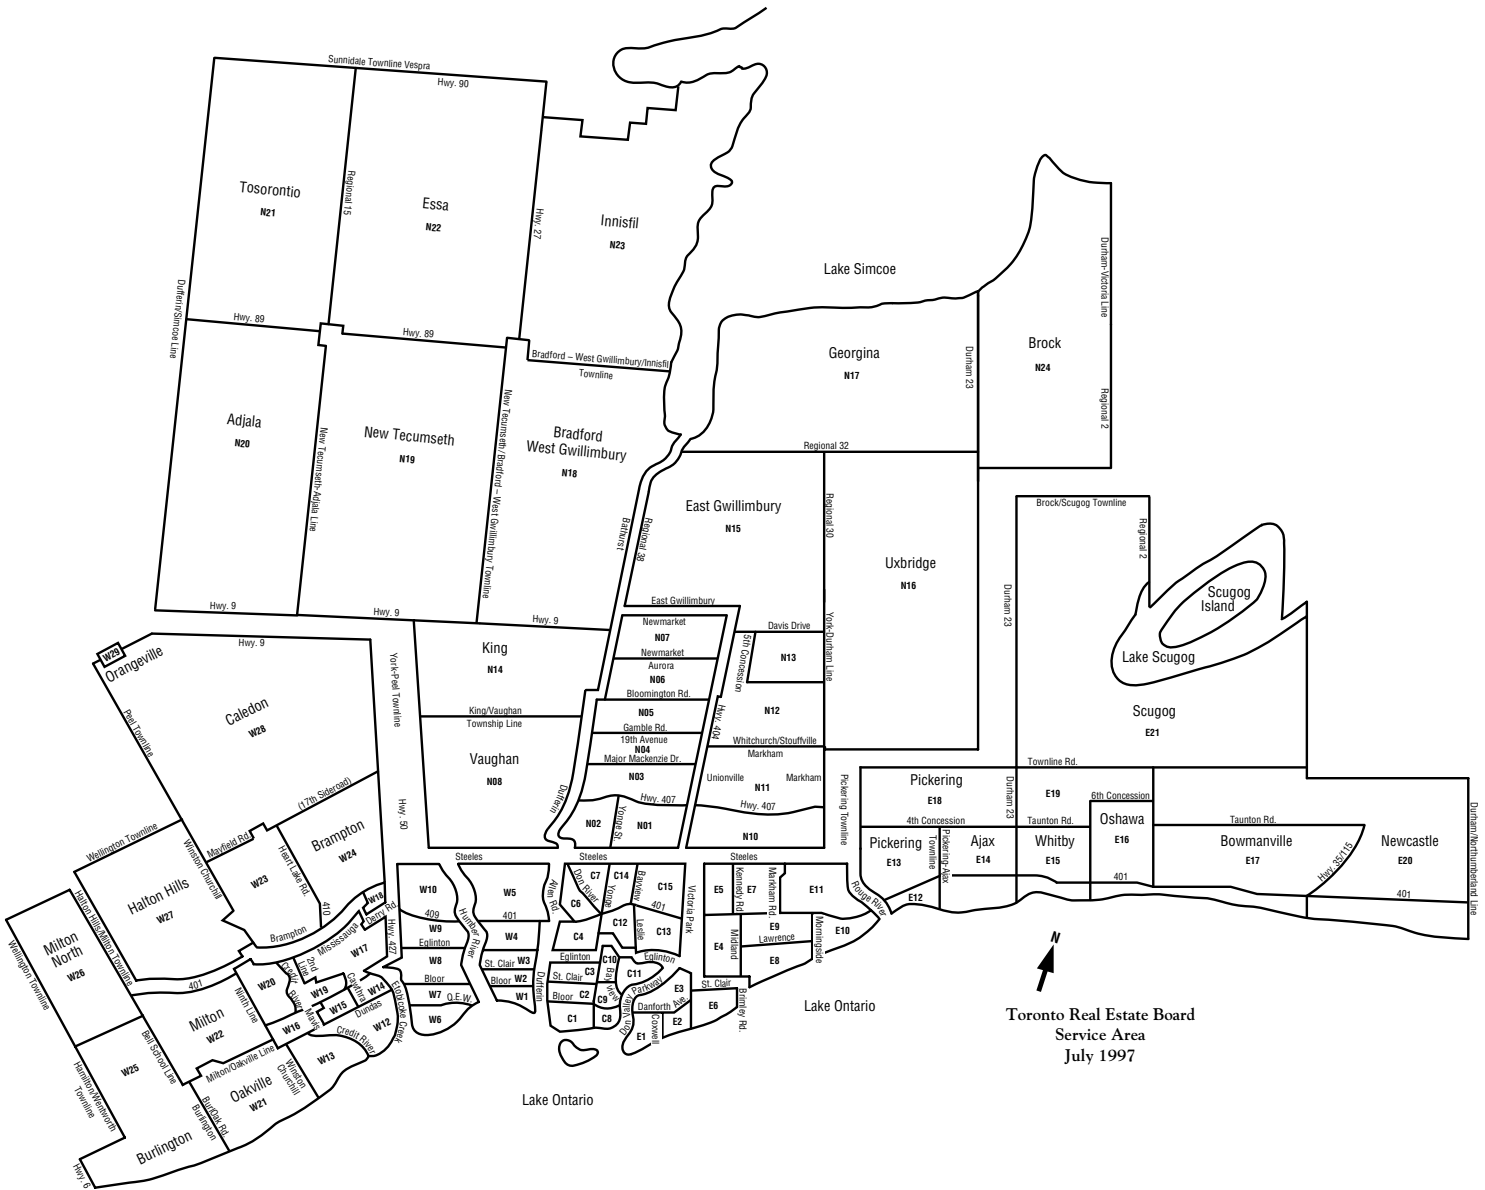 Sunnidale Townline Vespra
Hwy. 90
Tosorontio
N21
Regional 15
Essa
N22
Hwy. 27
Innisfil
N23
Lake Simcoe
Durham-Victoria Line
Dufferin/Simcoe Line
Hwy. 89
Hwy. 89
Bradford – West Gwillimbury/Innisfil
Townline
Georgina
N17
Durham 23
Brock
N24
Regional 2
Adjala
N20
New Tecumseth-Adjala Line
New Tecumseth
N19
New Tecumseth/Bradford – West Gwillimbury Townline
Bradford
West Gwillimbury
N18
Regional 32
Bathurst
Regional 38
East Gwillimbury
N15
Regional 30
Uxbridge
N16
Brock/Scugog Townline
Regional 2
Durham 23
Scugog
Island
Lake Scugog
Scugog
E21
Hwy. 9
Hwy. 9
Hwy. 9
East Gwillimbury
Newmarket
N07
Newmarket
Aurora
N06
Bloomington Rd.
N05
Gamble Rd.
19th Avenue
N04
Major Mackenzie Dr.
N03
Hwy. 407
N02
Yonge St.
N01
Davis Drive
5th Concession
N13
York-Durham Line
N12
Hwy. 404
Whitchurch/Stouffville
Markham
Unionville
Markham
N11
Hwy. 407
N10
Pickering Townline
W29
Orangeville
Hwy. 9
Peel Townline
Caledon
W28
York-Peel Townline
King
N14
King/Vaughan
Township Line
Vaughan
N08
Dufferin
Hwy. 50
(17th Sideroad)
Mayfield Rd.
Brampton
W24
Heart Lake Rd.
W23
410
Winston Churchill
Wellington Townline
Halton Hills
W27
Halton Hills/Milton Townline
Milton
North
W26
Wellington Townline
401
Brampton
Mississauga
W18
Derry Rd.
W17
2nd
Line
Credit
River
W20
W19
Cawthra
W14
W15
Mavis
Dundas
W16
W12
Credit River
W13
Etobicoke Creek
Hwy. 427
Ninth Line
Milton
W22
Bell School Line
Milton/Oakville Line
Winston
Churchill
Oakville
W21
Burl/Oak Rd.
Burlington
W25
Hamilton/Wentworth
Townline
Burlington
Hwy. 6
Steeles
Steeles
Steeles
W10
409
W9
Eglinton
W8
Bloor
W7
Q.E.W.
W6
Humber River
W5
401
W4
St. Clair
W3
Bloor
W2
W1
Allen Rd.
Dufferin
C7
Don River
C6
C14
Yonge
Bayview
C15
401
C12
Leslie
C13
C4
Eglinton
Eglinton
C10
C3
St. Clair
C11
Bayview
Bloor
C2
C9
C1
C8
Don Valley Parkway
Victoria Park
E3
Danforth Ave.
E1
Coxwell
E2
St. Clair
E6
Brimley Rd.
E5
Kennedy Rd
E7
Markham Rd.
E11
E4
Midland
E9
Lawrence
E8
Morningside
E10
Rouge River
Townline Rd.
Pickering
E18
4th Concession
Pickering
E13
Pickering-Ajax
Townline
Ajax
E14
E12
Durham 23
E19
Taunton Rd.
Whitby
E15
6th Concession
Oshawa
E16
401
Taunton Rd.
Bowmanville
E17
Hwy. 35/115
Newcastle
E20
401
Durham/Northumberland Line
N
Lake Ontario
Lake Ontario
Toronto Real Estate Board
Service Area
July 1997